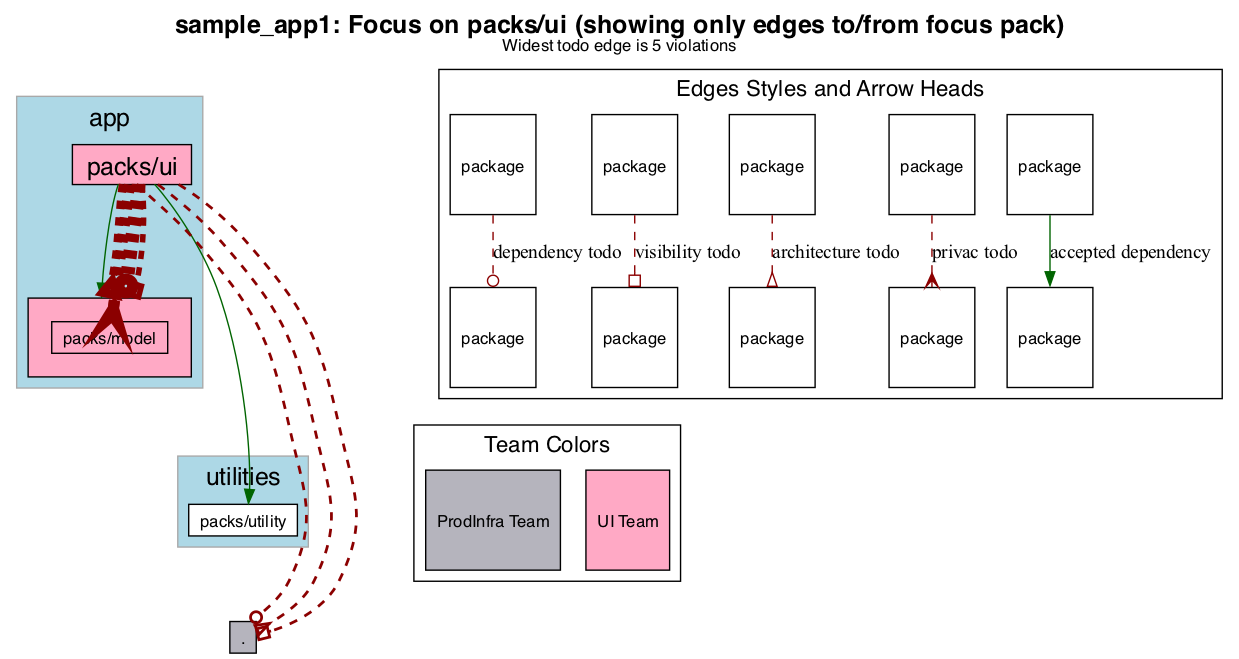 sample_app1: Focus on packs/ui (showing only edges to/from focus pack)
Widest todo edge is 5 violations
app
packs/ui
packs/model
utilities
packs/utility
.
Edges Styles and Arrow Heads
package
package
package
package
package
dependency todo
visibility todo
architecture todo
privac todo
accepted dependency
package
package
package
package
package
Team Colors
ProdInfra Team
UI Team